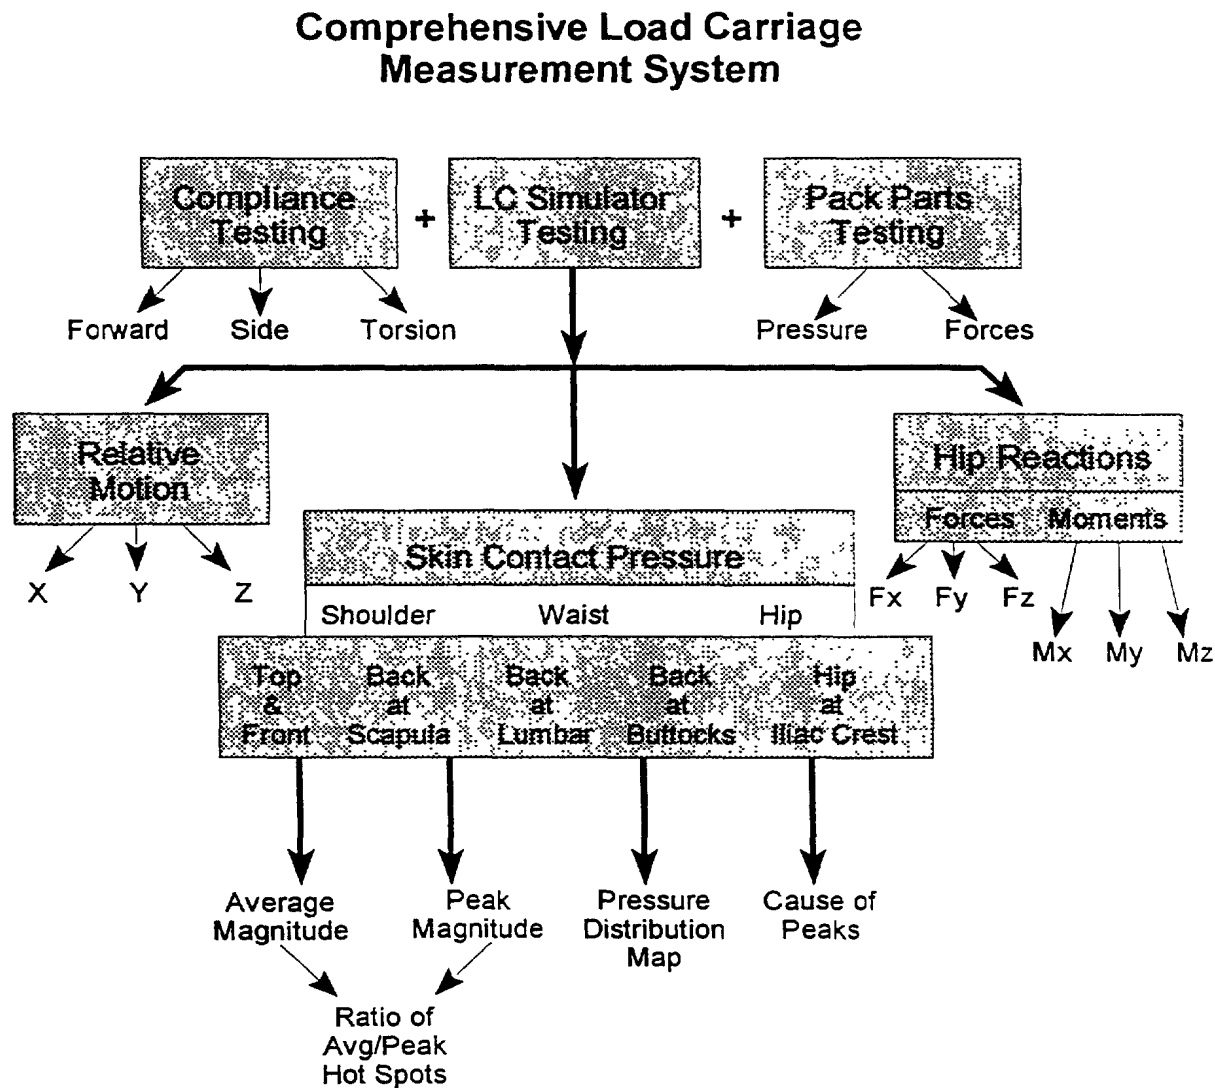 Comprehensive Load Carriage
Measurement System
Compliance
Testing
+
LC Simulator
Testing
+
Pack Parts
Testing
Forward
Side
Torsion
Pressure
Forces
Relative
Motion
X
Y
Z
Skin Contact Pressure
Shoulder
Waist
Hip
Top
&
Front
Back
at
Scapula
Back
at
Lumbar
Back
at
Buttocks
Hip
at
Iliac Crest
Hip Reactions
Forces
Moments
Fx
Fy
Fz
Mx
My
Mz
Average
Magnitude
Peak
Magnitude
Pressure
Distribution
Map
Cause of
Peaks
Ratio of
Avg/Peak
Hot Spots